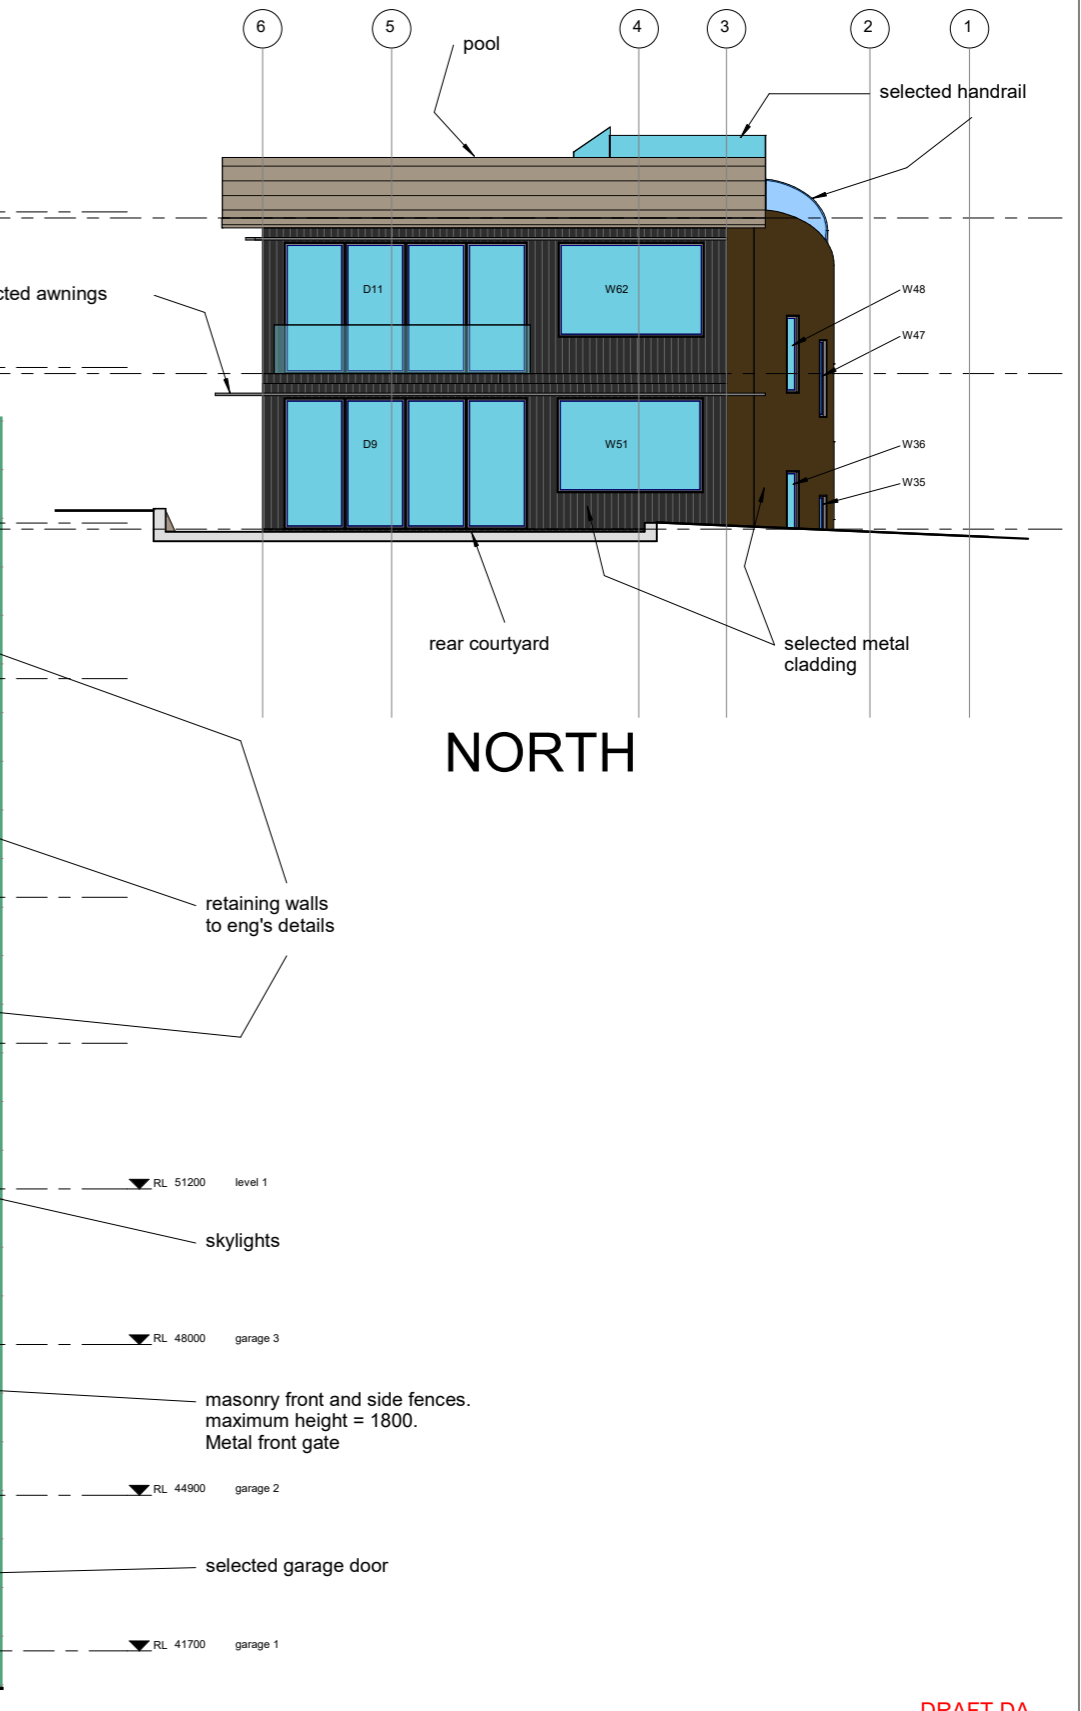 6 5 4 3 2 1
pool
selected handrail
cted awnings
D11
W62
W48
W47
D9
W51
W36
W35
rear courtyard
selected metal
cladding
NORTH
retaining walls
to eng's details
RL 51200 level 1
skylights
RL 48000 garage 3
masonry front and side fences.
maximum height = 1800.
Metal front gate
RL 44900 garage 2
selected garage door
RL 41700 garage 1
DRAFT DA